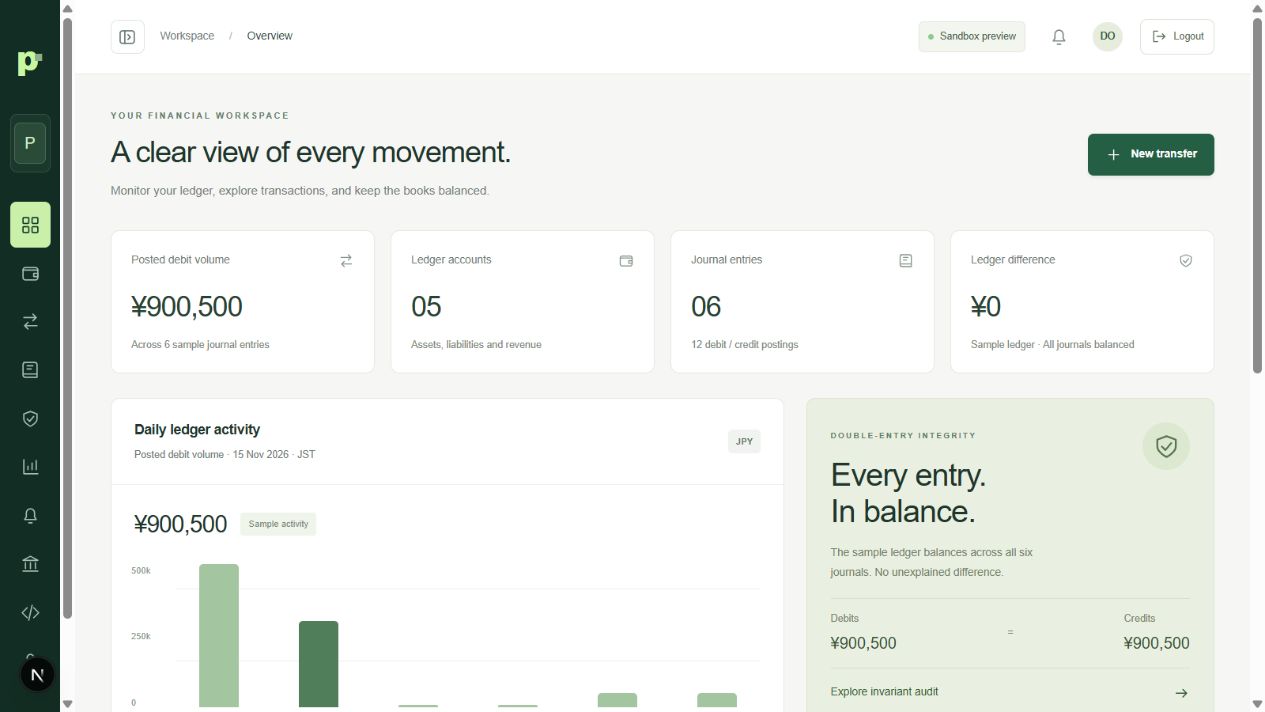 p
P
Workspace / Overview
Sandbox preview
DO
Logout
YOUR FINANCIAL WORKSPACE
A clear view of every movement.
Monitor your ledger, explore transactions, and keep the books balanced.
New transfer
Posted debit volume
¥900,500
Across 6 sample journal entries
Ledger accounts
05
Assets, liabilities and revenue
Journal entries
06
12 debit / credit postings
Ledger difference
¥0
Sample ledger · All journals balanced
Daily ledger activity
Posted debit volume · 15 Nov 2026 · JST
JPY
¥900,500
Sample activity
500k
250k
0
DOUBLE-ENTRY INTEGRITY
Every entry.
In balance.
The sample ledger balances across all six
journals. No unexplained difference.
Debits
¥900,500
=
Credits
¥900,500
Explore invariant audit
N